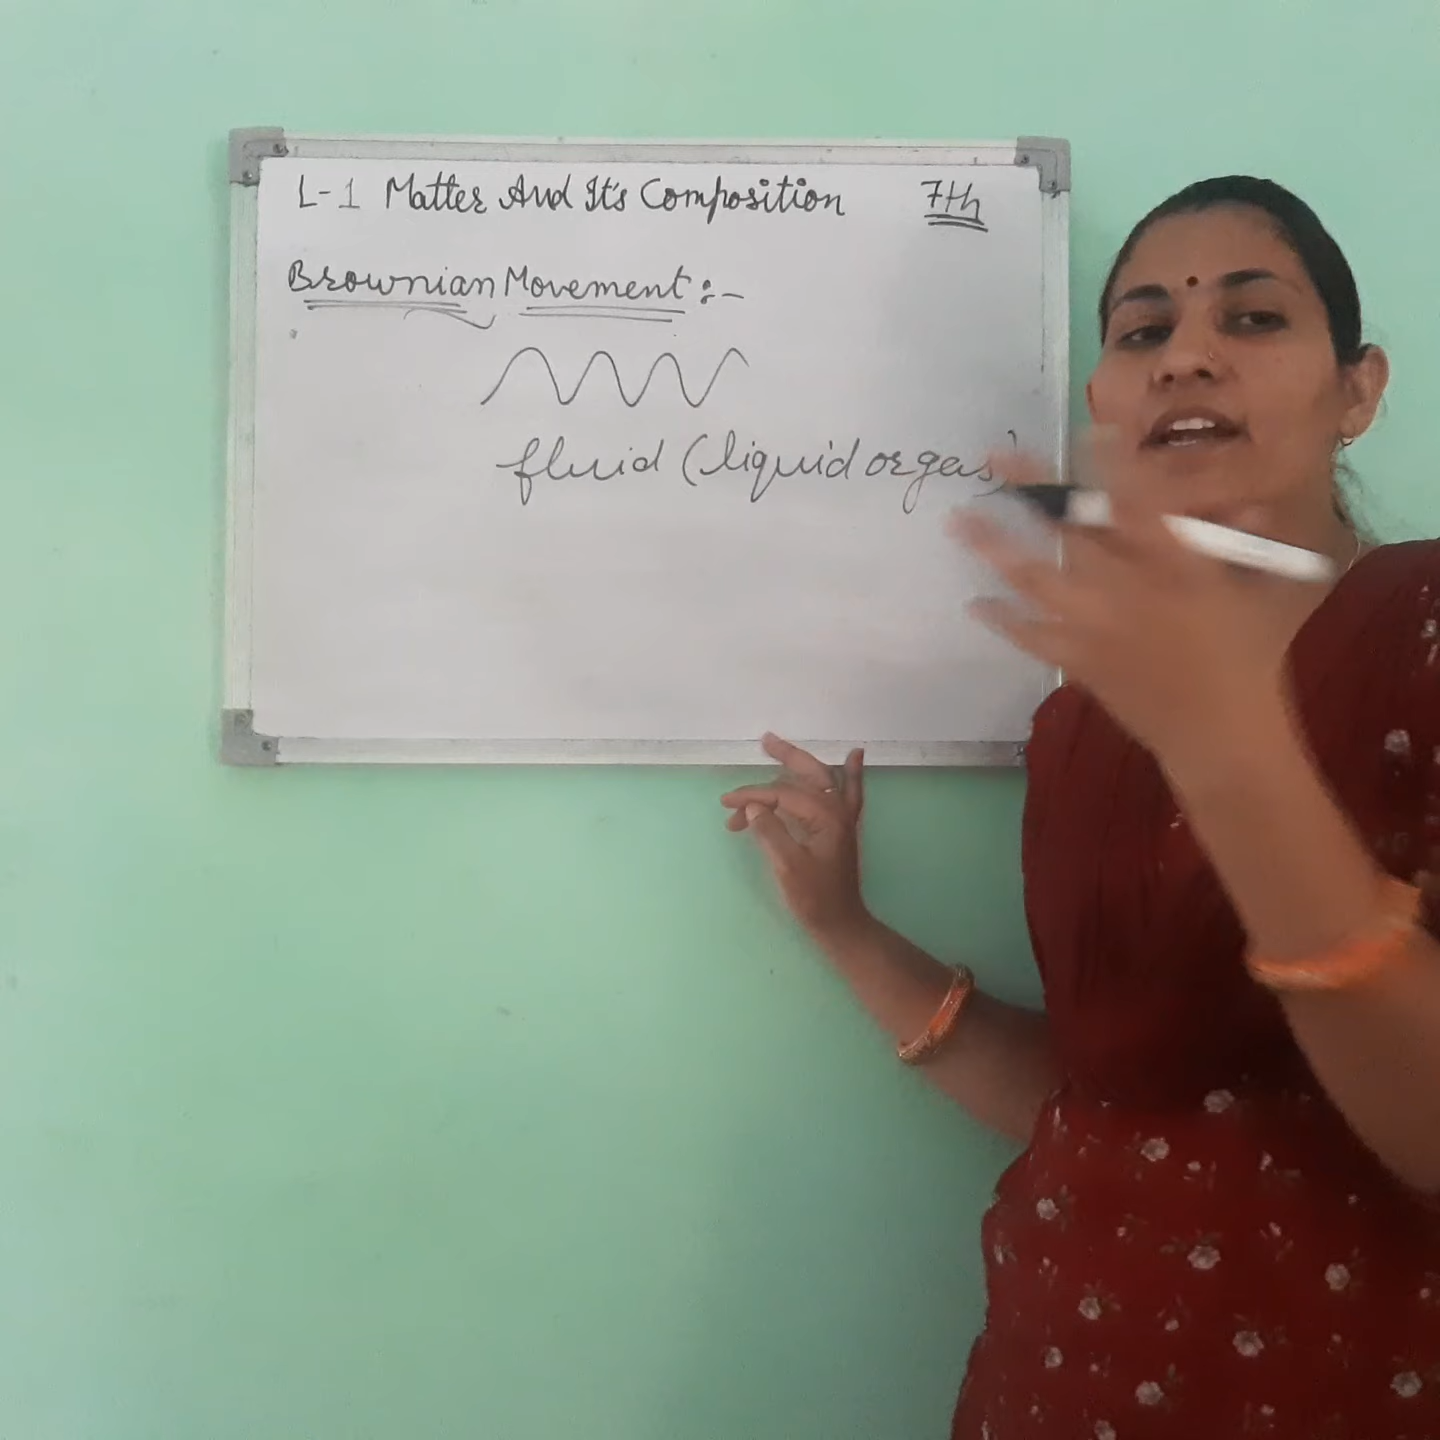 L-1 Matter And It's Composition 7th
Brownian Movement :-
fluid (liquid or gas)